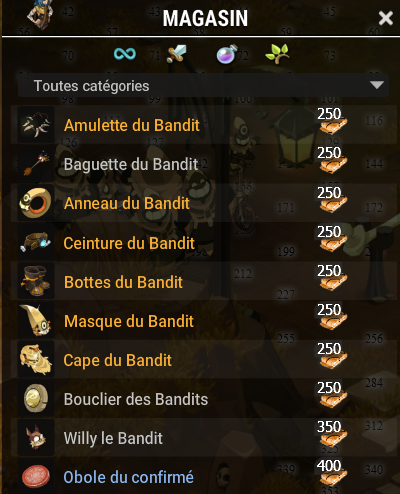 MAGASIN
Toutes catégories
Amulette du Bandit 250
Baguette du Bandit 250
Anneau du Bandit 250
Ceinture du Bandit 250
Bottes du Bandit 250
Masque du Bandit 250
Cape du Bandit 250
Bouclier des Bandits 250
Willy le Bandit 350
Obole du confirmé 400